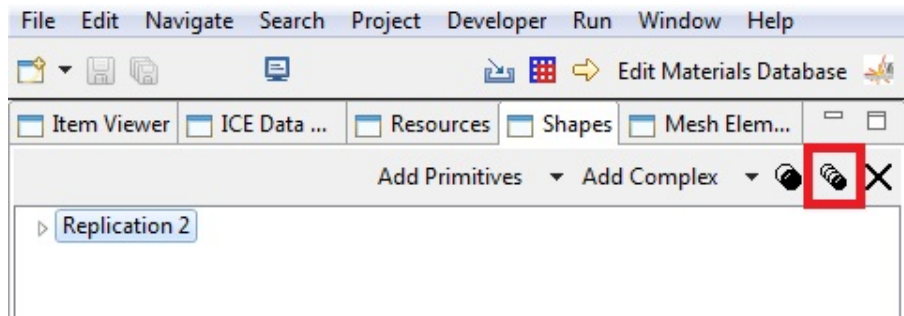 File Edit Navigate Search Project Developer Run Window Help
Edit Materials Database
Item Viewer ICE Data ... Resources Shapes Mesh Elem...
Add Primitives Add Complex
Replication 2